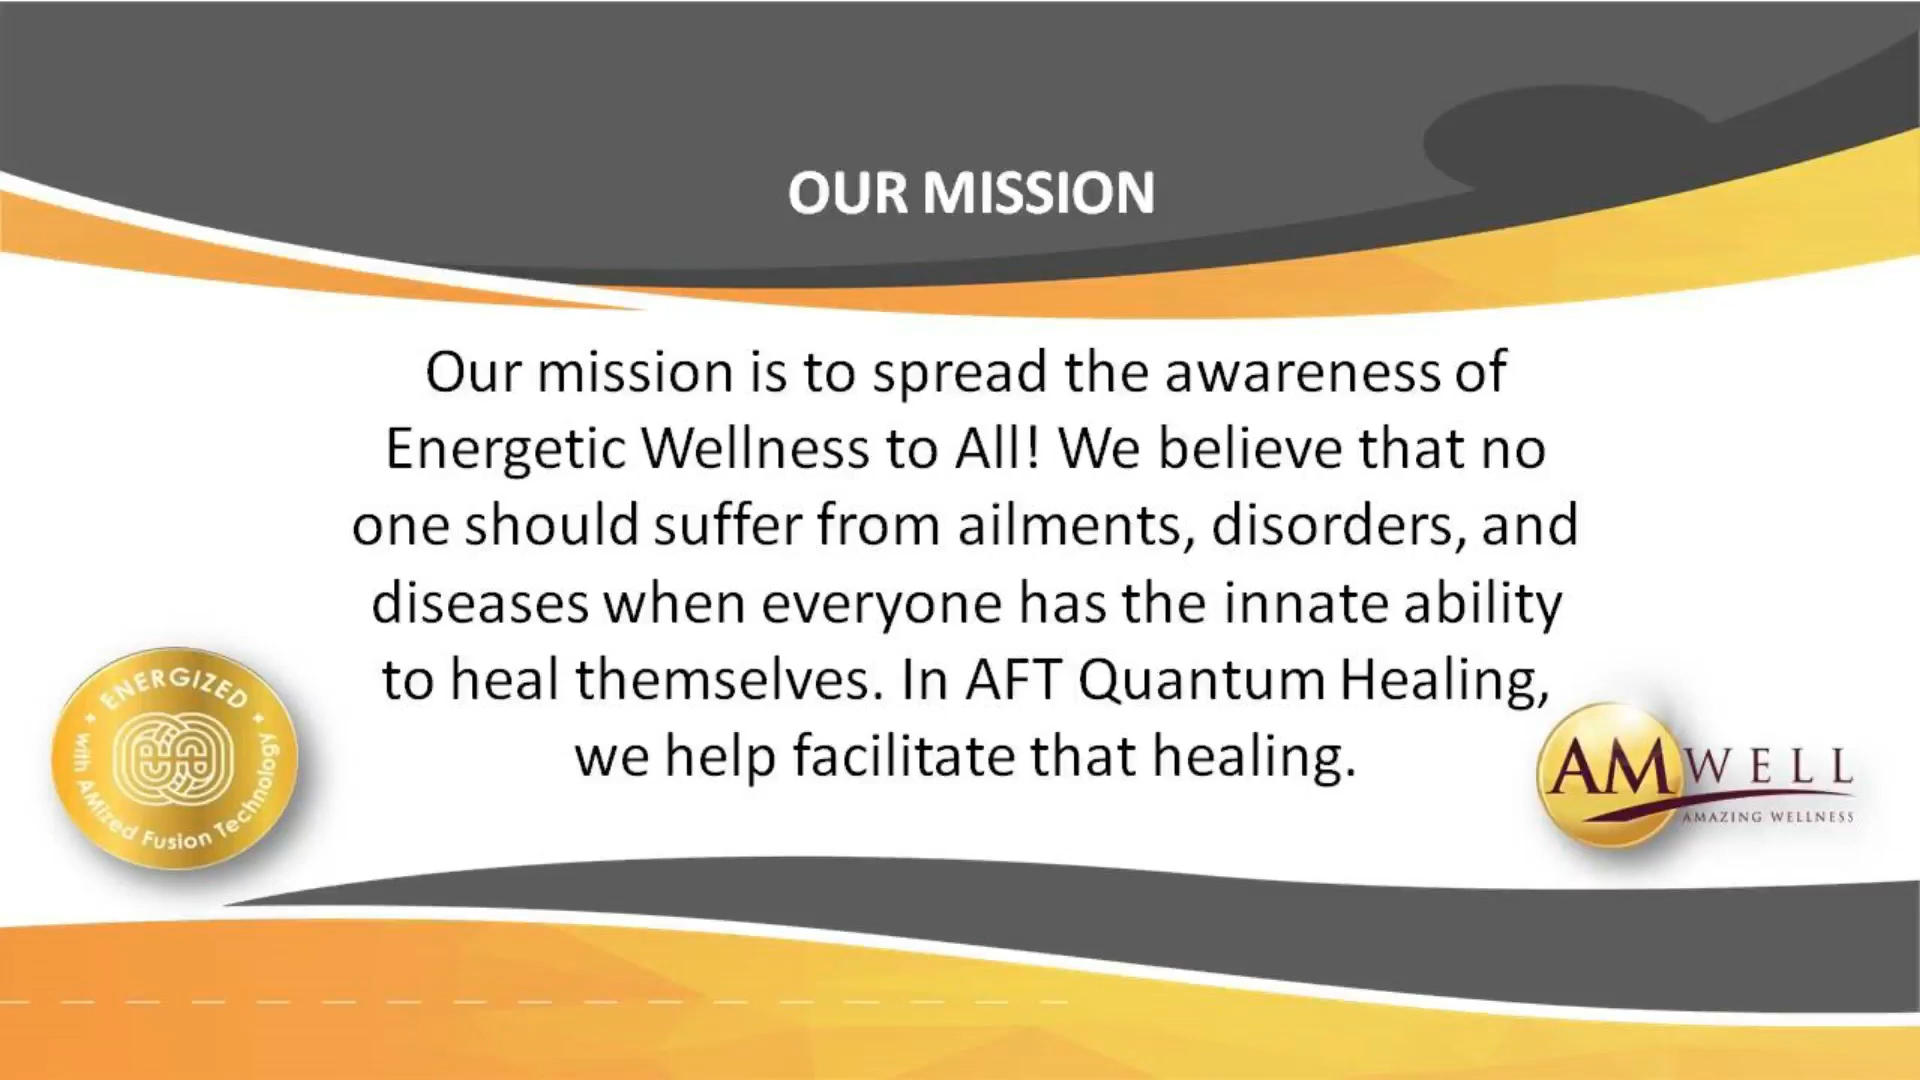 OUR MISSION
Our mission is to spread the awareness of
Energetic Wellness to All! We believe that no
one should suffer from ailments, disorders, and
diseases when everyone has the innate ability
to heal themselves. In AFT Quantum Healing,
we help facilitate that healing.
ENERGIZED
with AMized Fusion Technology
AMWELL
AMAZING WELLNESS